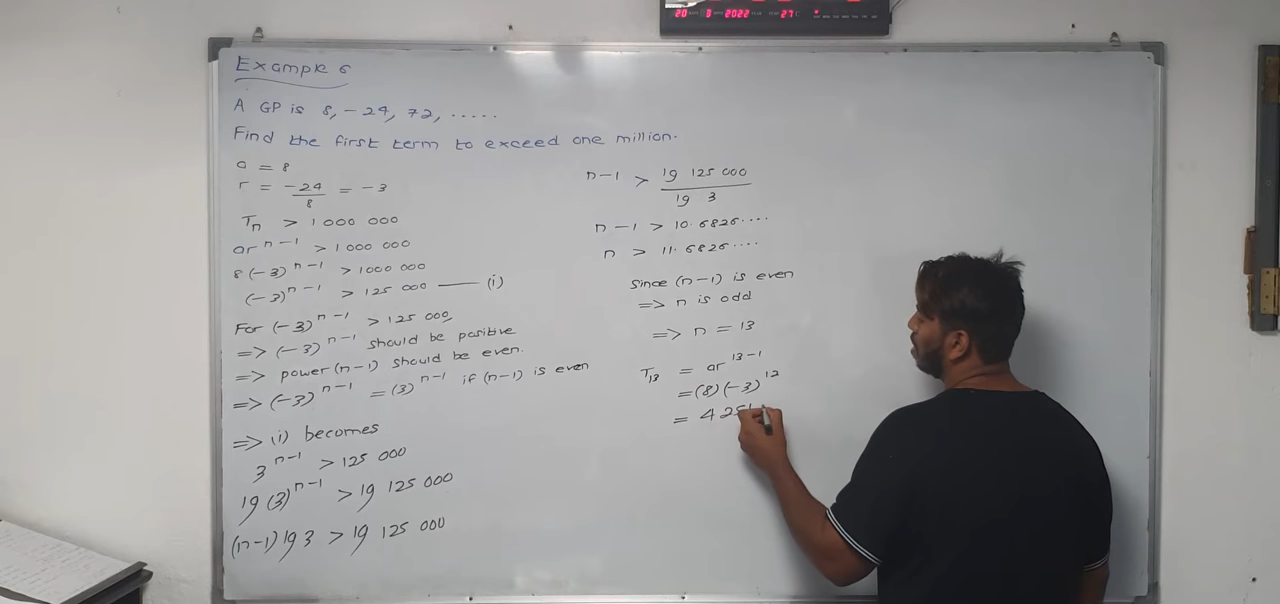 20 D 2022 27 C
Example 6
A GP is 8, -24, 72, .....
Find the first term to exceed one million.
a = 8
r = -24/8 = -3
Tn > 1 000 000
ar^n-1 > 1 000 000
8(-3)^n-1 > 1000 000
(-3)^n-1 > 125 000 —— (i)
For (-3)^n-1 > 125 000,
=> (-3)^n-1 should be positive
=> power (n-1) should be even.
=> (-3)^n-1 = (3)^n-1 if (n-1) is even
=> (i) becomes
3^n-1 > 125 000
lg (3)^n-1 > lg 125 000
(n-1) lg 3 > lg 125 000
n-1 > lg 125 000 / lg 3
n-1 > 10.6826....
n > 11.6826....
Since (n-1) is even
=> n is odd
=> n = 13
T13 = ar^13-1
= (8)(-3)^12
= 425